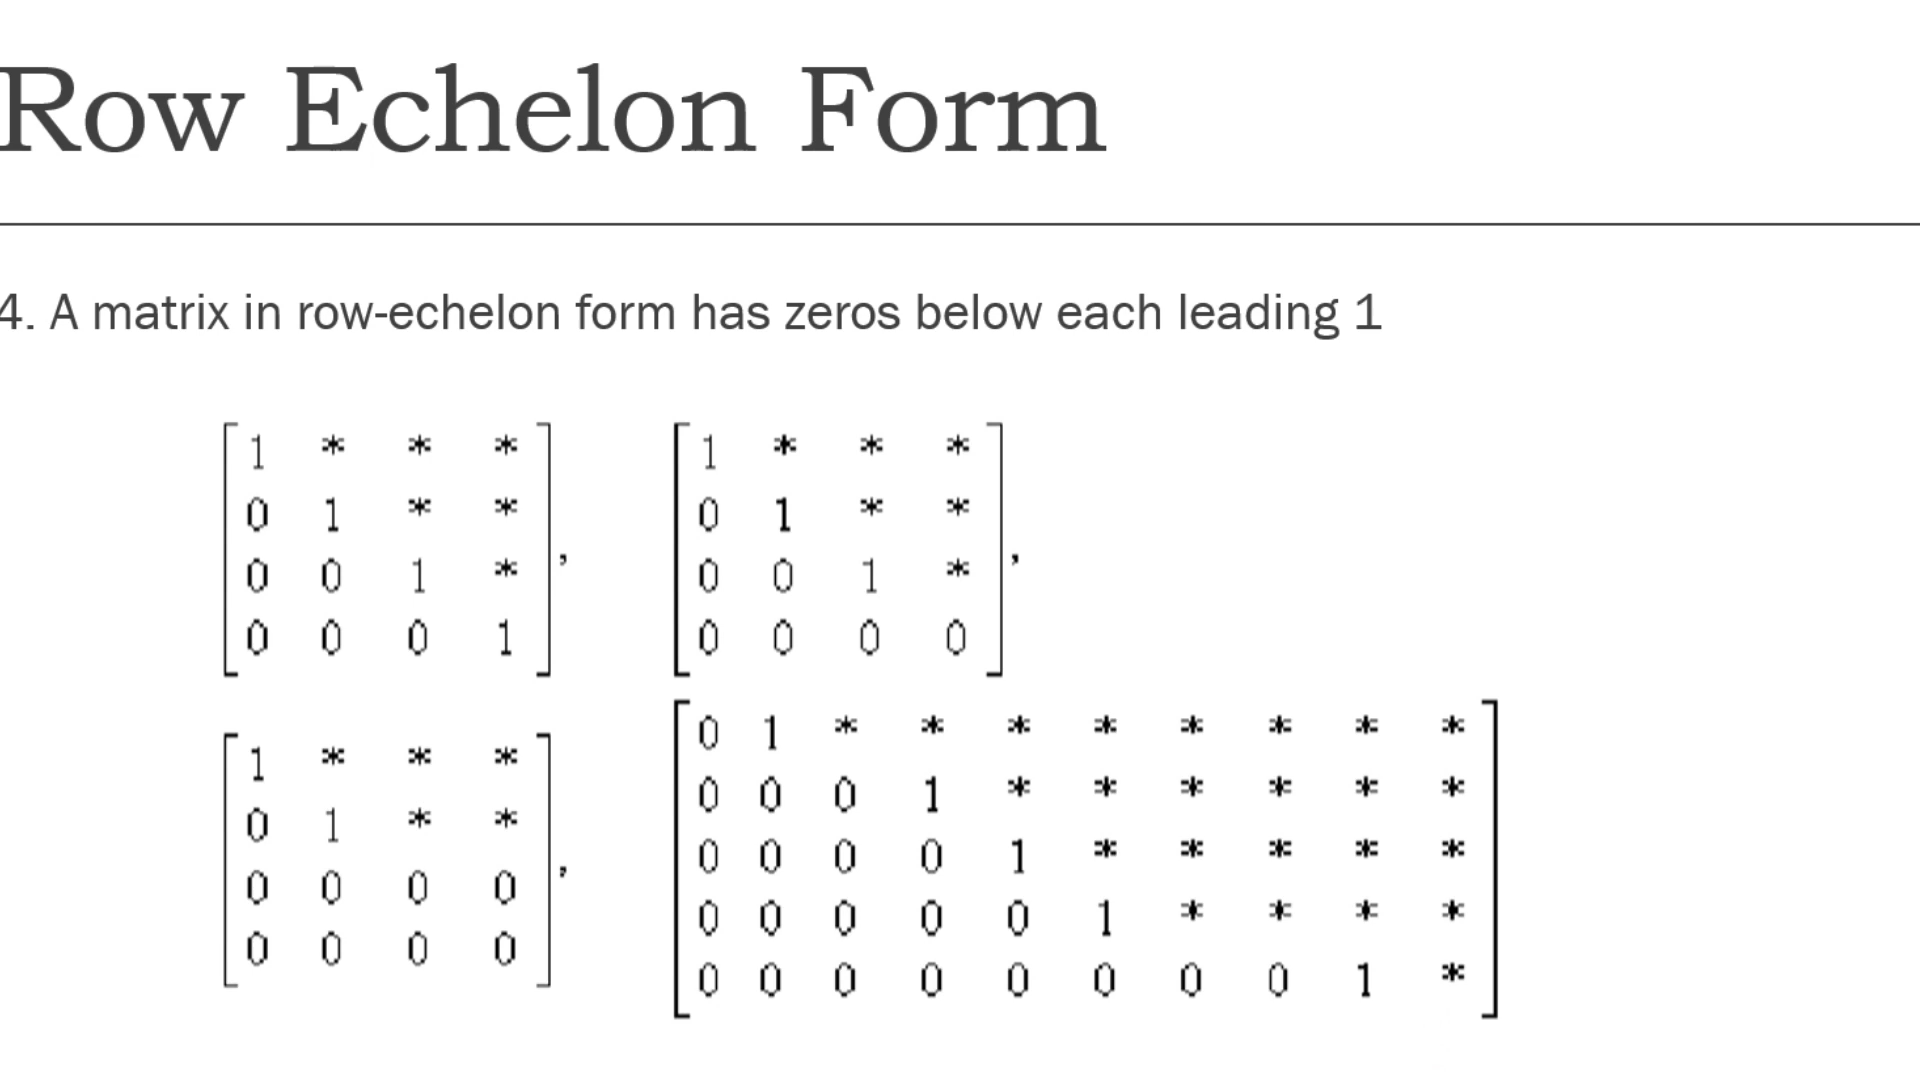 Row Echelon Form
4. A matrix in row-echelon form has zeros below each leading 1
[1 * * *
0 1 * *
0 0 1 *
0 0 0 1],
[1 * * *
0 1 * *
0 0 1 *
0 0 0 0],
[1 * * *
0 1 * *
0 0 0 0
0 0 0 0],
[0 1 * * * * * * * *
0 0 0 1 * * * * * *
0 0 0 0 1 * * * * *
0 0 0 0 0 1 * * * *
0 0 0 0 0 0 0 0 1 *]